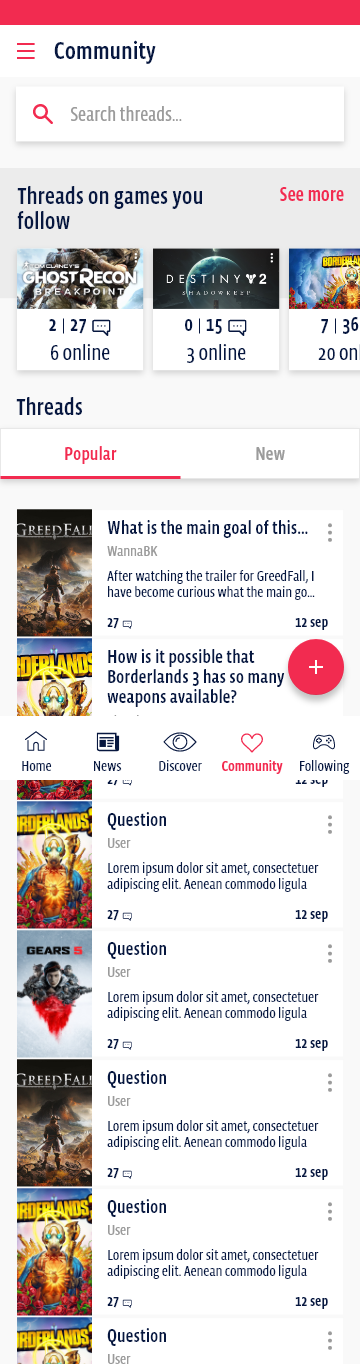 Community
Search threads...
Threads on games you
follow
See more
TOM CLANCY'S
GHOST RECON
BREAKPOINT
DESTINY 2
SHADOWKEEP
BORDERLANDS
2 | 27
0 | 15
7 | 36
6 online
3 online
20 onl
Threads
Popular
New
GREEDFALL
What is the main goal of this...
WannaBK
After watching the trailer for GreedFall, I
have become curious what the main go...
27
12 sep
BORDERLANDS
How is it possible that
Borderlands 3 has so many
weapons available?
Home
News
Discover
Community
Following
27
12 sep
BORDERLANDS 3
Question
User
Lorem ipsum dolor sit amet, consectetuer
adipiscing elit. Aenean commodo ligula
27
12 sep
GEARS 5
Question
User
Lorem ipsum dolor sit amet, consectetuer
adipiscing elit. Aenean commodo ligula
27
12 sep
GREEDFALL
Question
User
Lorem ipsum dolor sit amet, consectetuer
adipiscing elit. Aenean commodo ligula
27
12 sep
BORDERLANDS 3
Question
User
Lorem ipsum dolor sit amet, consectetuer
adipiscing elit. Aenean commodo ligula
27
12 sep
BORDERLANDS 3
Question
User